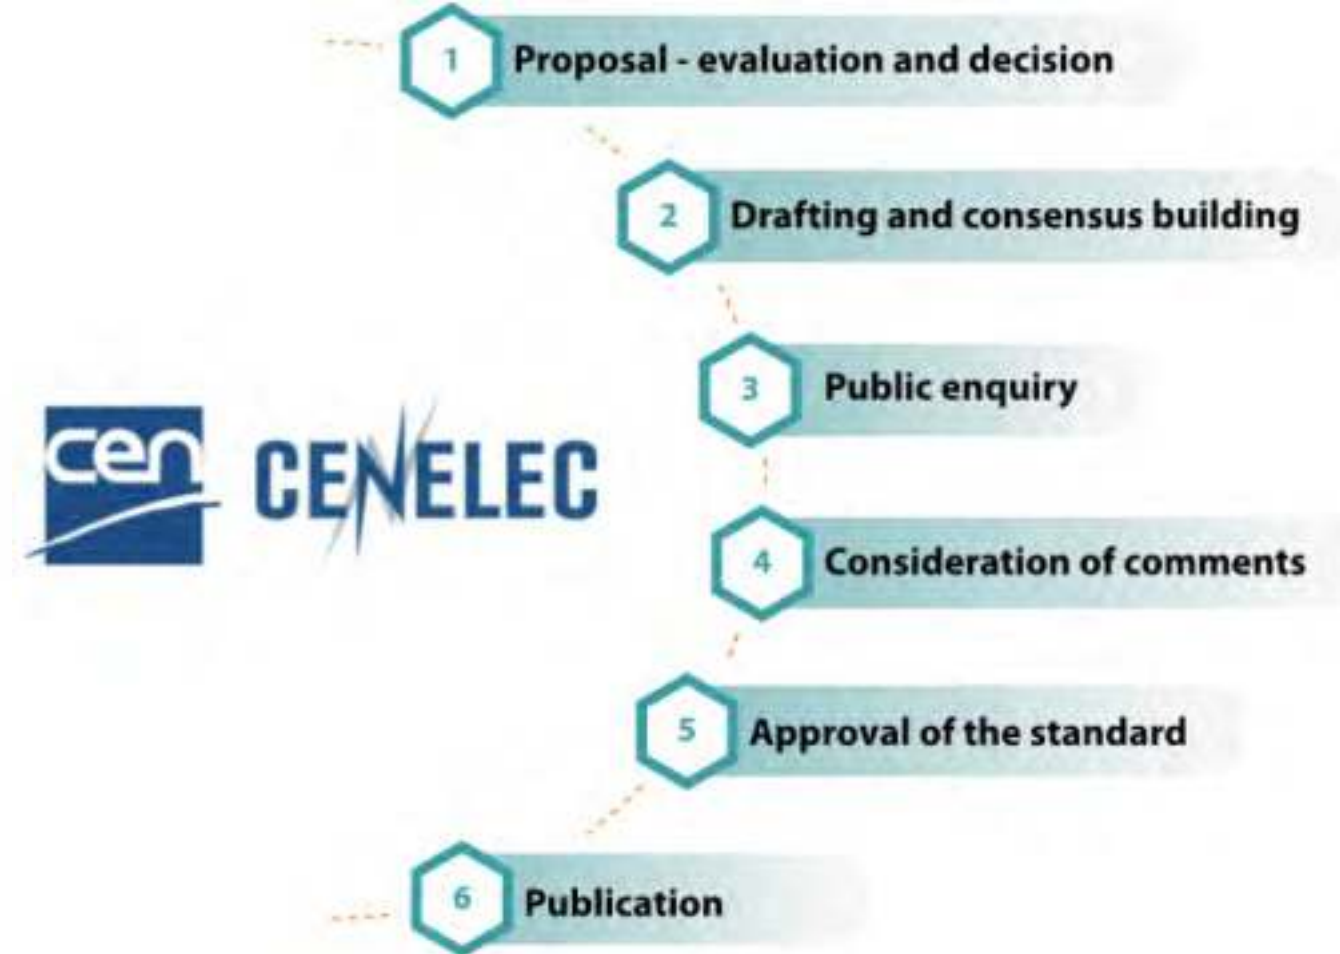 1 Proposal - evaluation and decision
2 Drafting and consensus building
3 Public enquiry
cen CENELEC
4 Consideration of comments
5 Approval of the standard
6 Publication